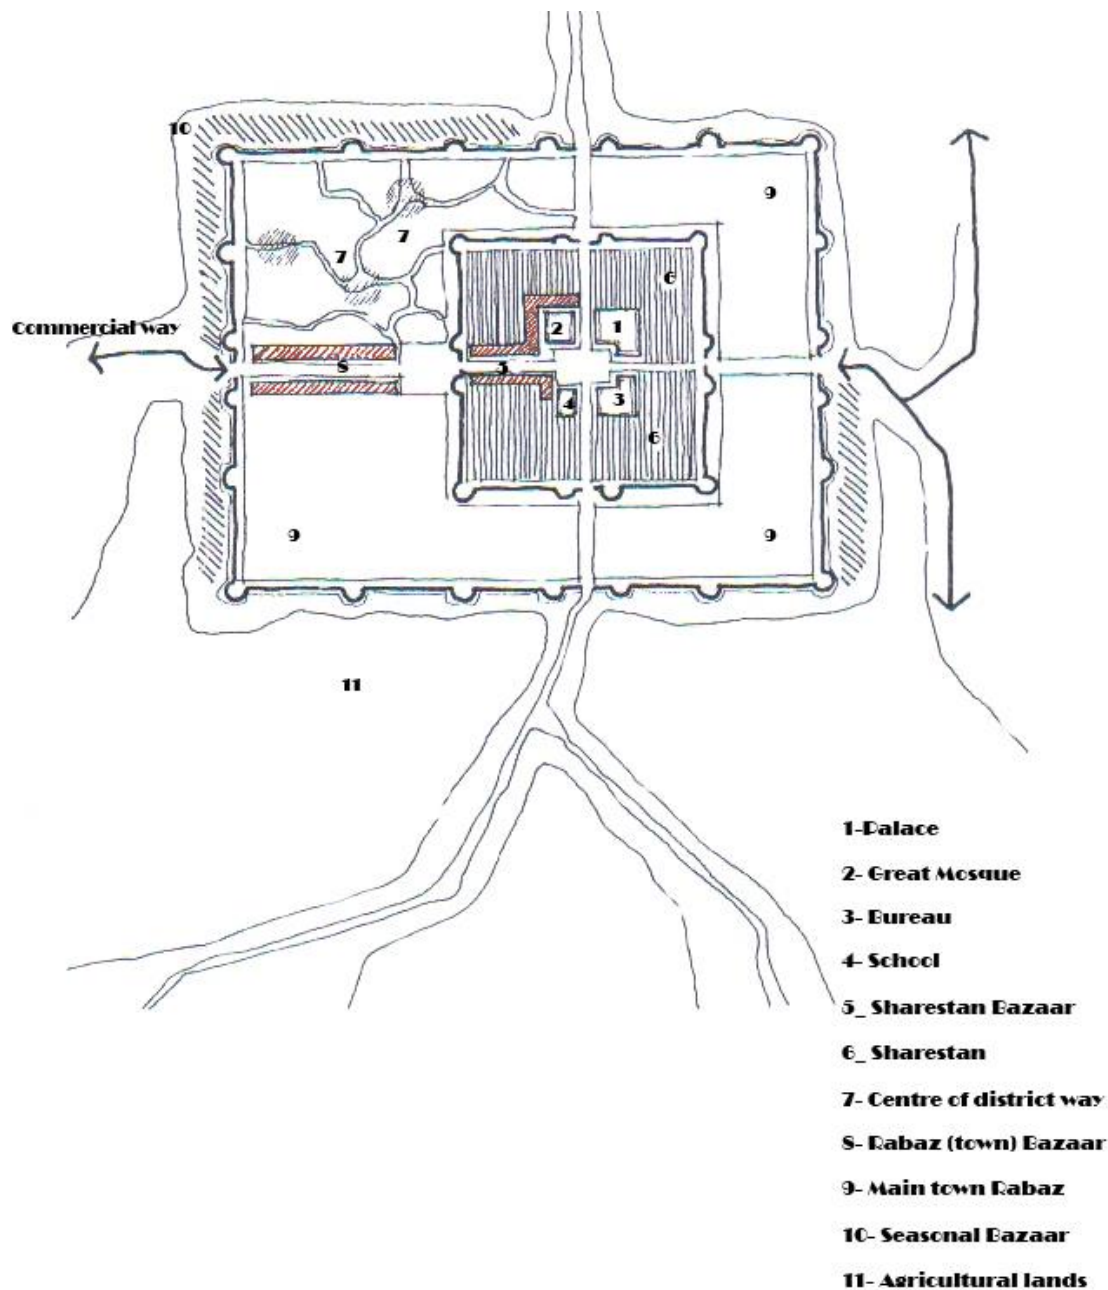 10
9
7
7
6
Commercial way
2
1
8
5
4
3
6
9
9
11
1-Palace
2- Great Mosque
3- Bureau
4- School
5_ Sharestan Bazaar
6_ Sharestan
7- Centre of district way
8- Rabaz (town) Bazaar
9- Main town Rabaz
10- Seasonal Bazaar
11- Agricultural lands